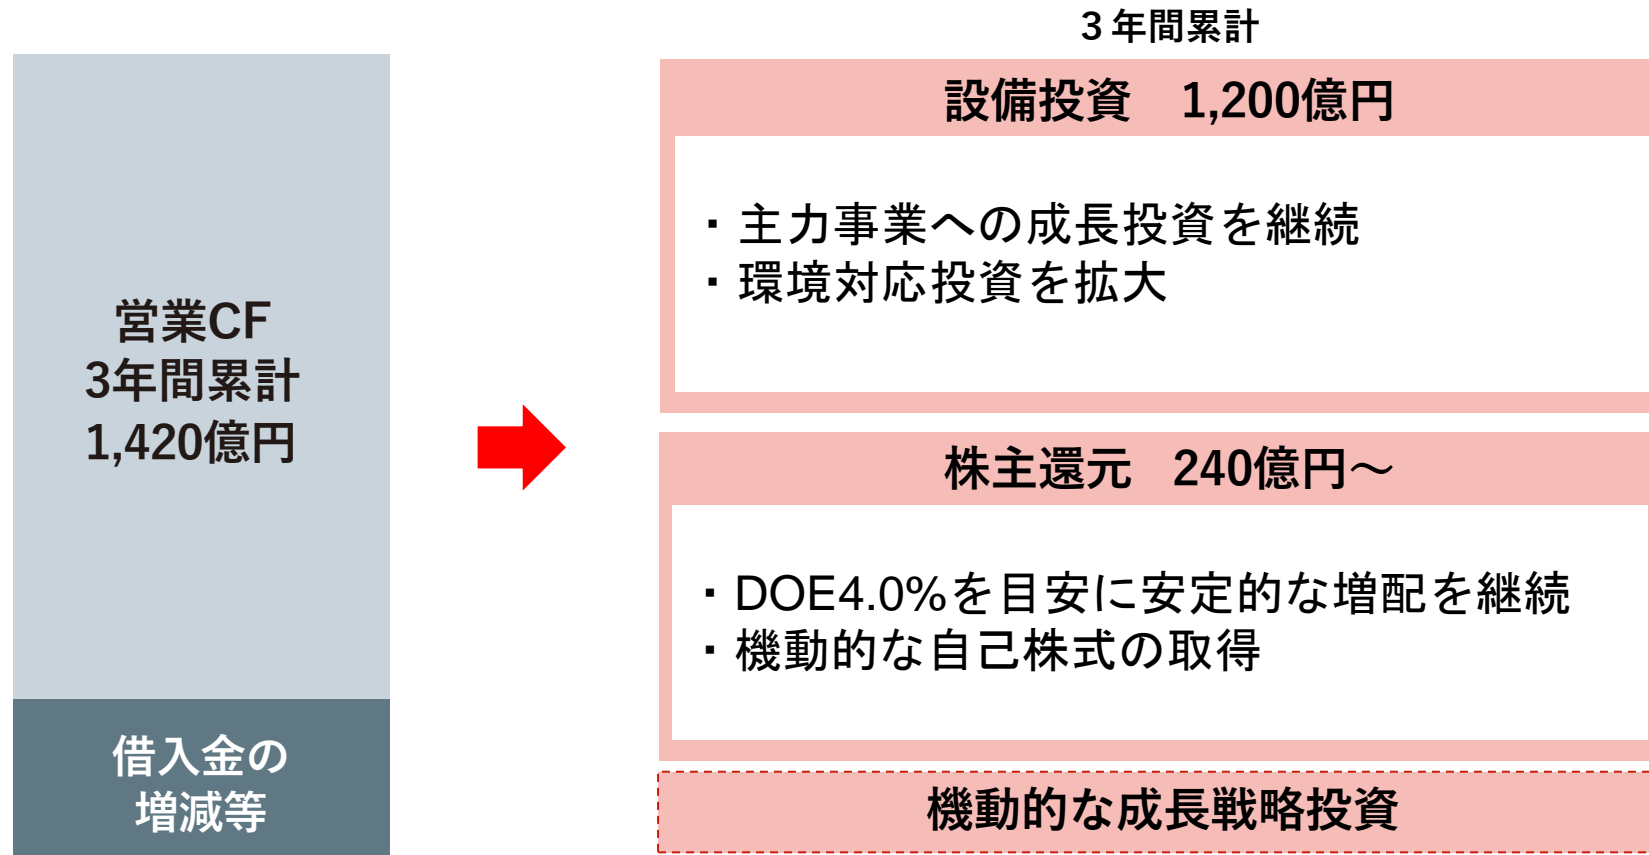 営業CF
3年間累計
1,420億円
借入金の
増減等
3年間累計
設備投資　1,200億円
・主力事業への成長投資を継続
・環境対応投資を拡大
株主還元　240億円～
・DOE4.0%を目安に安定的な増配を継続
・機動的な自己株式の取得
機動的な成長戦略投資